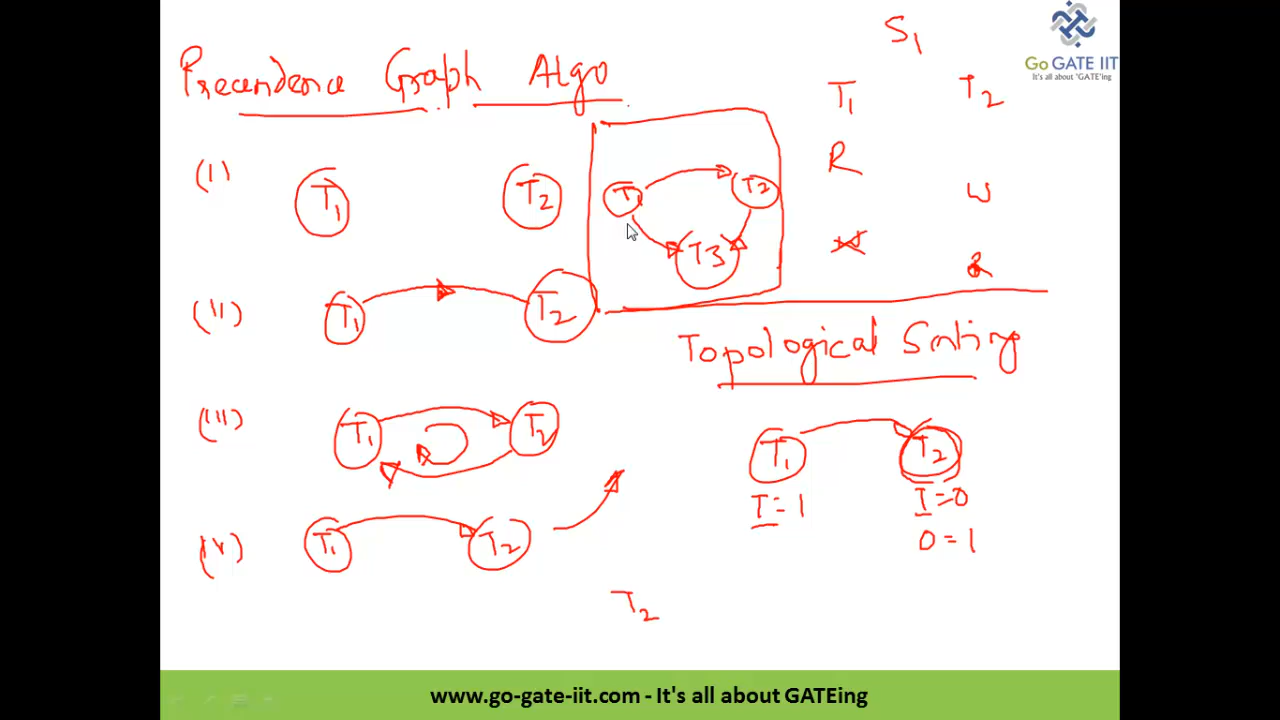 Precendence Graph Algo
S1
Go GATE IIT
It's all about 'GATE'ing
T1 T2
(I) T1 T2
T1 T2
T3
R
W
W
R
(II) T1 T2
Topological Sorting
(III) T1 T2
T1 T2
I=1 I=0
O=1
(IV) T1 T2
T2
www.go-gate-iit.com - It's all about GATEing